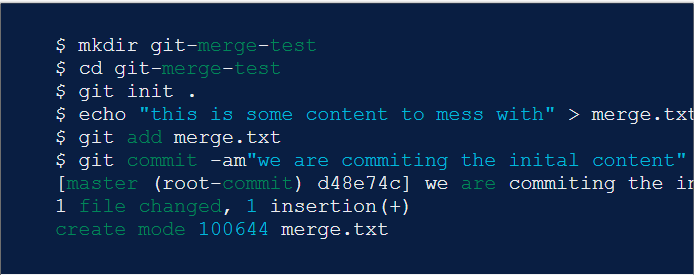 $ mkdir git-merge-test
$ cd git-merge-test
$ git init .
$ echo "this is some content to mess with" > merge.txt
$ git add merge.txt
$ git commit -am"we are commiting the inital content"
[master (root-commit) d48e74c] we are commiting the in
1 file changed, 1 insertion(+)
create mode 100644 merge.txt